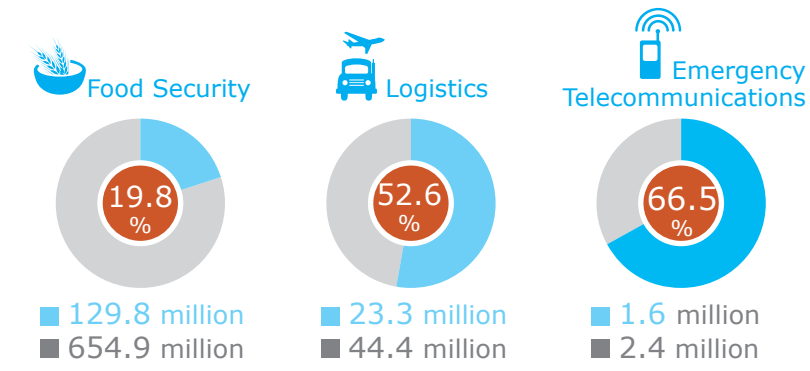 Food Security
Logistics
Emergency
Telecommunications
19.8
%
52.6
%
66.5
%
129.8 million
654.9 million
23.3 million
44.4 million
1.6 million
2.4 million